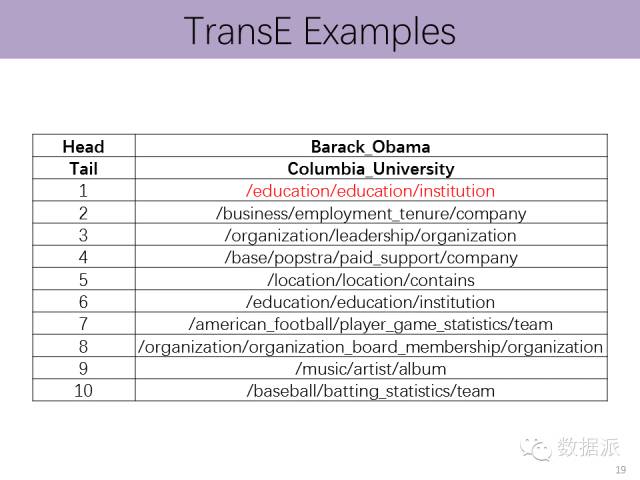 TransE Examples
Head Barack_Obama
Tail Columbia_University
1 /education/education/institution
2 /business/employment_tenure/company
3 /organization/leadership/organization
4 /base/popstra/paid_support/company
5 /location/location/contains
6 /education/education/institution
7 /american_football/player_game_statistics/team
8 /organization/organization_board_membership/organization
9 /music/artist/album
10 /baseball/batting_statistics/team
数据派
19